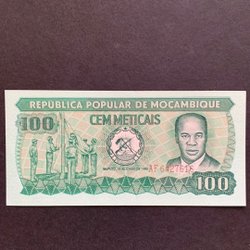 REPÚBLICA POPULAR DE MOÇAMBIQUE
100
CEM METICAIS
100